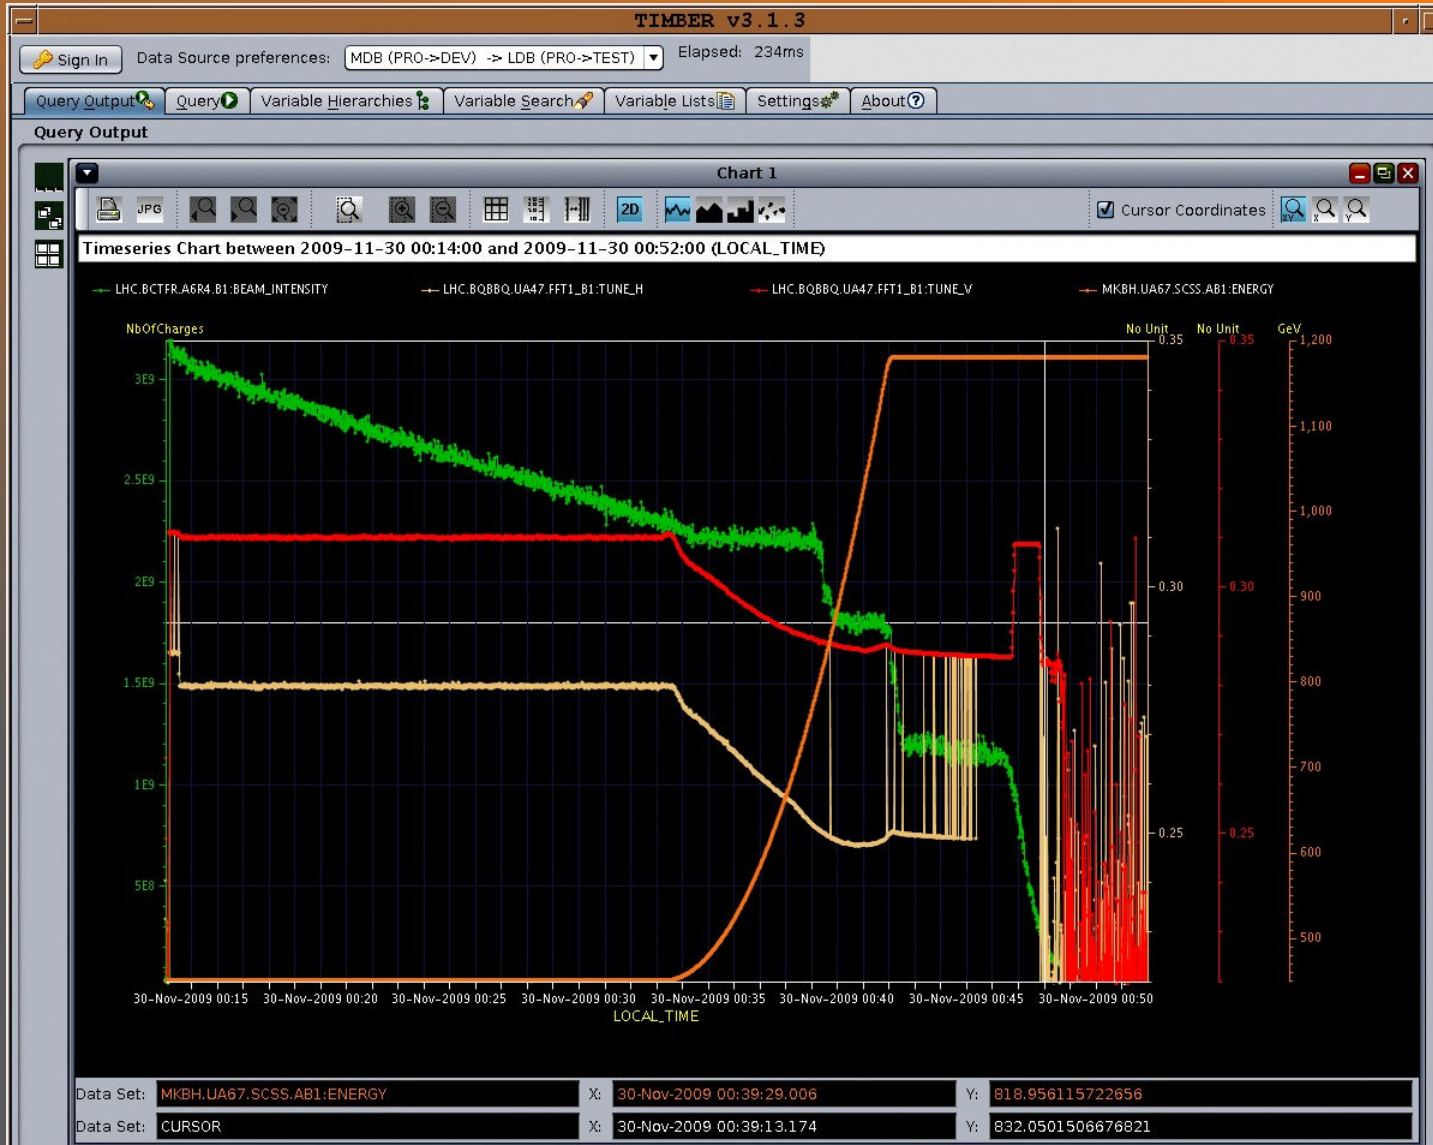 TIMBER v3.1.3
Sign In Data Source preferences: MDB (PRO->DEV) -> LDB (PRO->TEST) Elapsed: 234ms
Query Output Query Variable Hierarchies Variable Search Variable Lists Settings About
Query Output
Chart 1
JPG 2D Cursor Coordinates XY X Y
Timeseries Chart between 2009-11-30 00:14:00 and 2009-11-30 00:52:00 (LOCAL_TIME)
LHC.BCTFR.A6R4.B1:BEAM_INTENSITY LHC.BQBBQ.UA47.FFT1_B1:TUNE_H LHC.BQBBQ.UA47.FFT1_B1:TUNE_V MKBH.UA67.SCSS.AB1:ENERGY
NbOfCharges No Unit No Unit GeV
0.35 0.35 1,200
3E9
1,100
2.5E9
1,000
2E9 0.30 0.30
900
1.5E9 800
1E9 700
0.25 0.25
600
5E8
500
30-Nov-2009 00:15 30-Nov-2009 00:20 30-Nov-2009 00:25 30-Nov-2009 00:30 30-Nov-2009 00:35 30-Nov-2009 00:40 30-Nov-2009 00:45 30-Nov-2009 00:50
LOCAL_TIME
Data Set: MKBH.UA67.SCSS.AB1:ENERGY X: 30-Nov-2009 00:39:29.006 Y: 818.956115722656
Data Set: CURSOR X: 30-Nov-2009 00:39:13.174 Y: 832.0501506676821